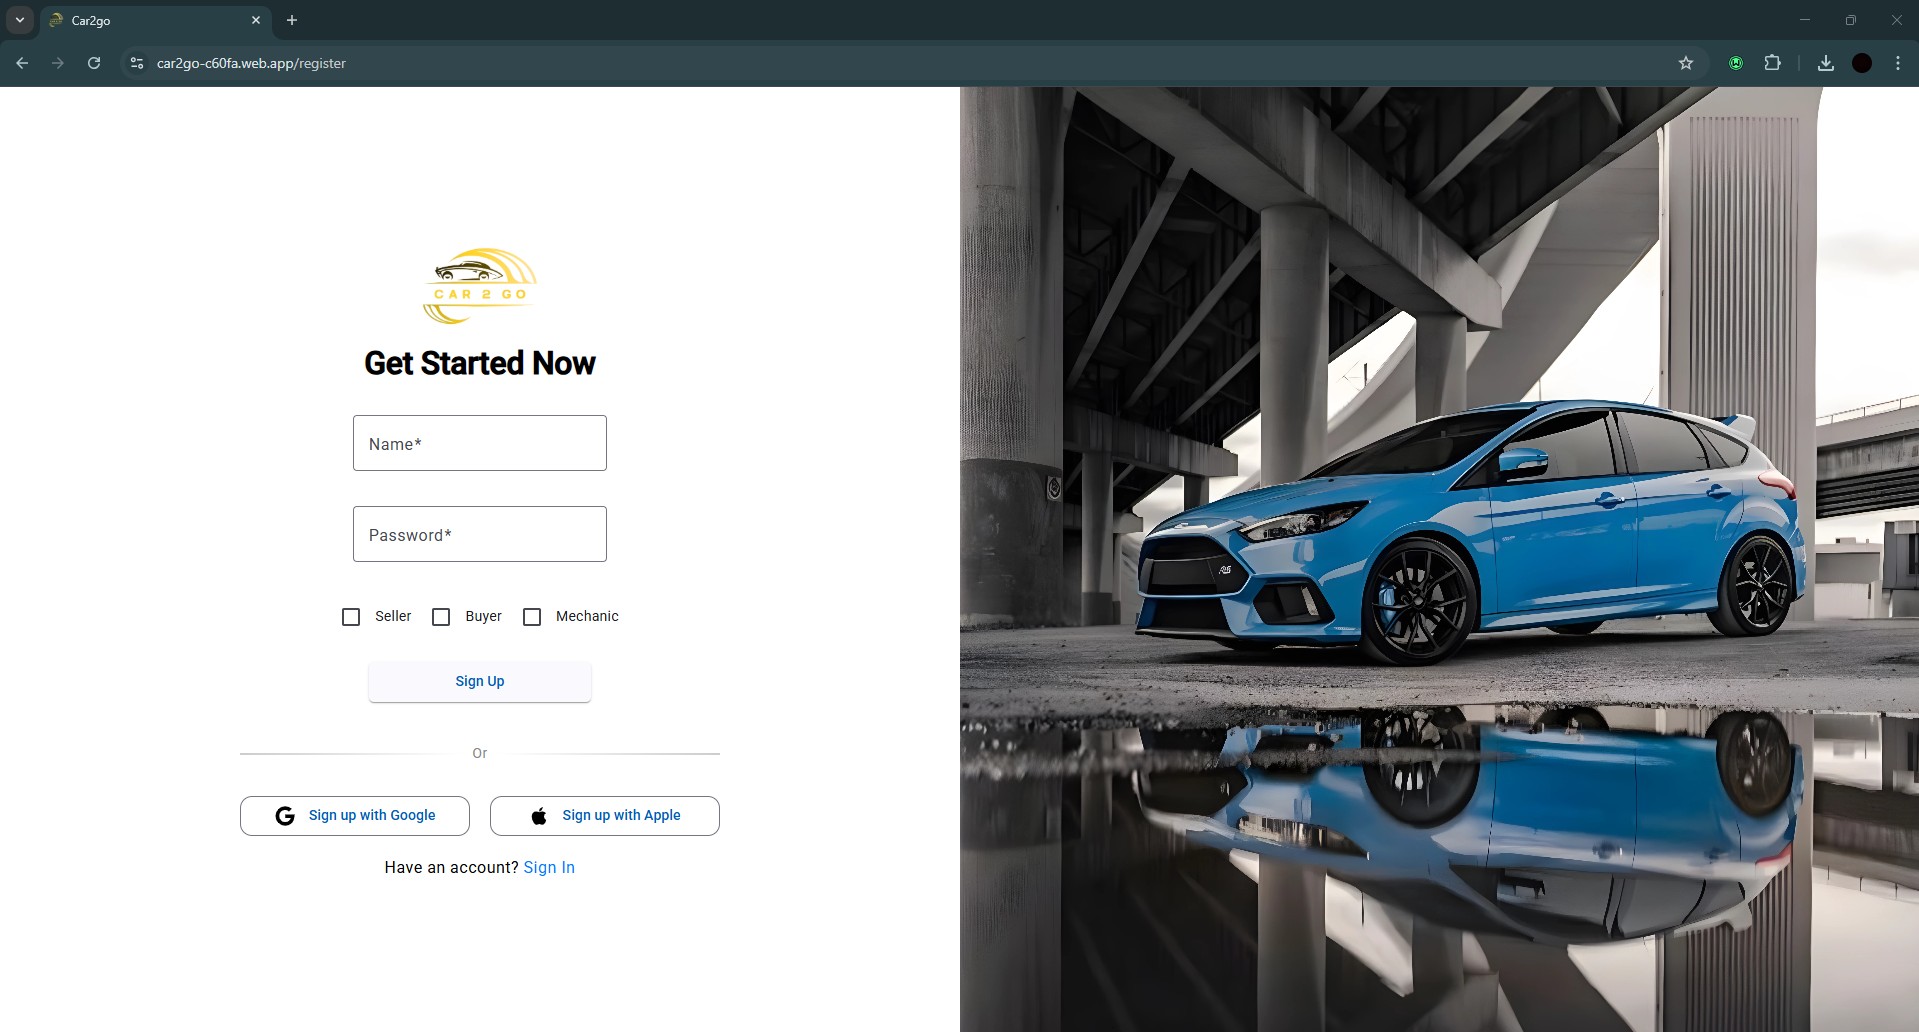 Car2go
car2go-c60fa.web.app/register
CAR 2 GO
Get Started Now
Name*
Password*
Seller Buyer Mechanic
Sign Up
Or
Sign up with Google Sign up with Apple
Have an account? Sign In
RS